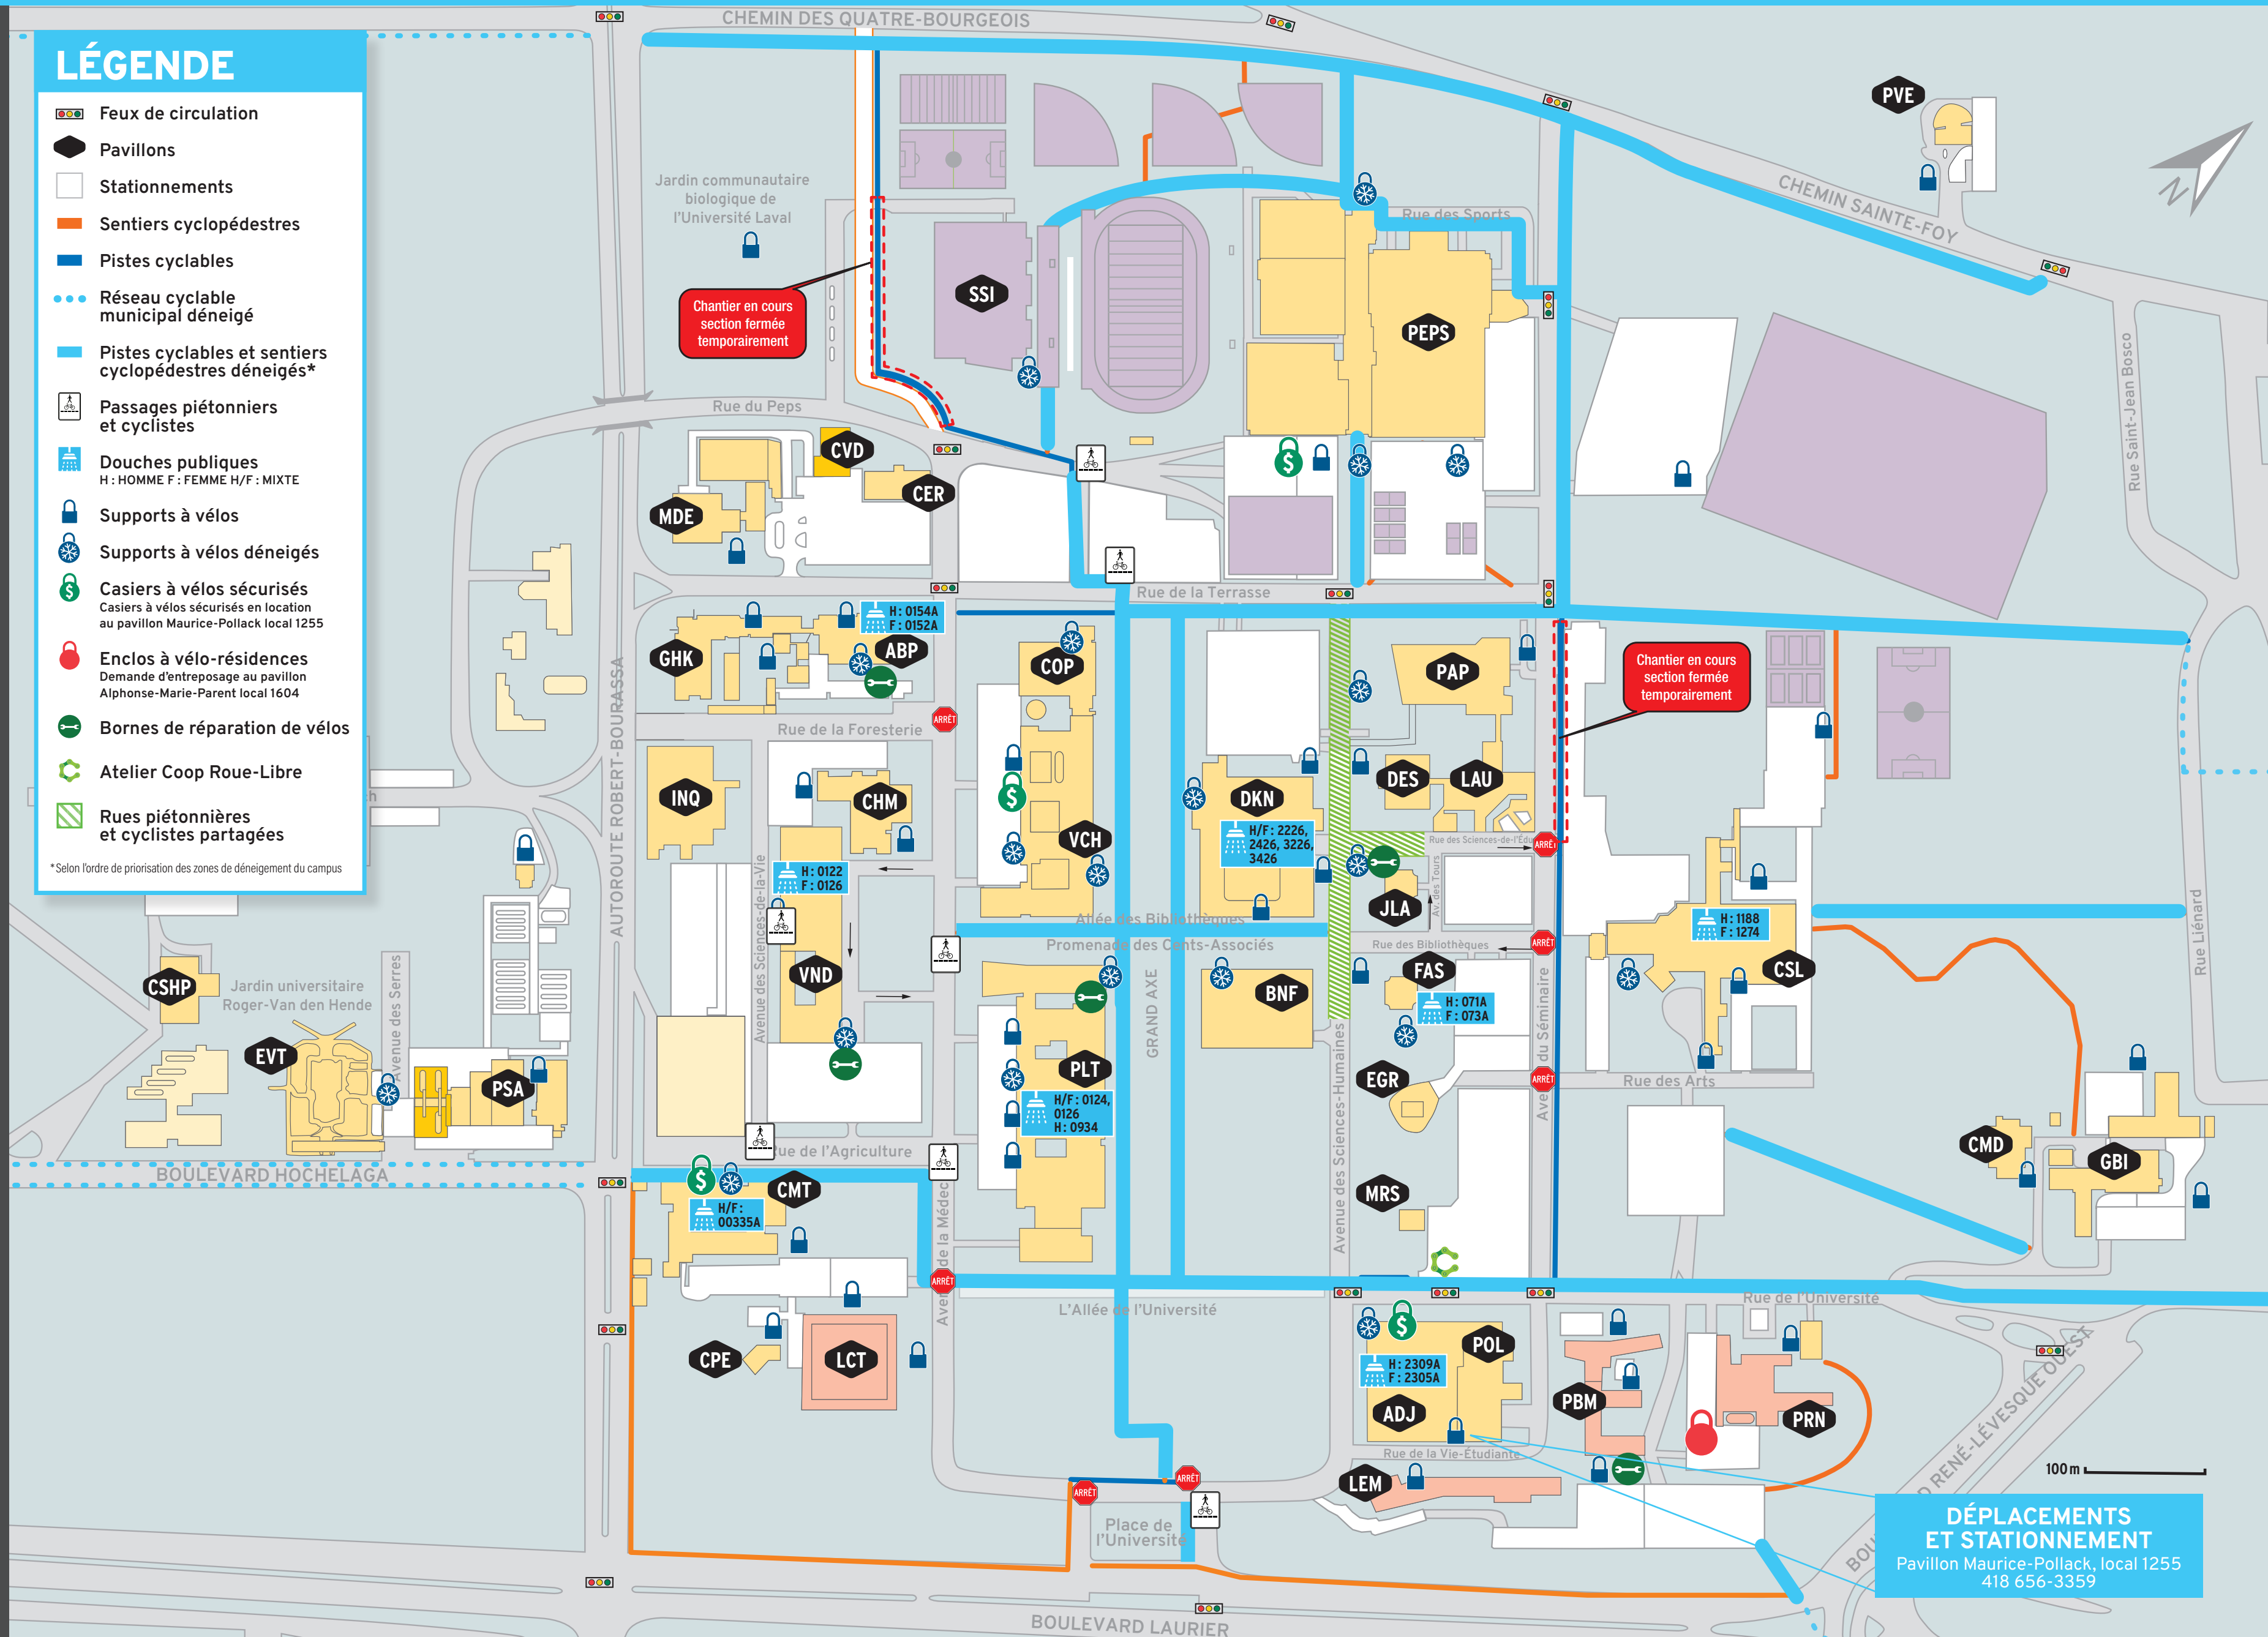 CHEMIN DES QUATRE-BOURGEOIS
LÉGENDE
Feux de circulation
Pavillons
Stationnements
Sentiers cyclopédestres
Pistes cyclables
Réseau cyclable
municipal déneigé
Pistes cyclables et sentiers
cyclopédestres déneigés*
Passages piétonniers
et cyclistes
Douches publiques
H : HOMME F : FEMME H/F : MIXTE
Supports à vélos
Supports à vélos déneigés
Casiers à vélos sécurisés
Casiers à vélos sécurisés en location
au pavillon Maurice-Pollack local 1255
Enclos à vélo-résidences
Demande d'entreposage au pavillon
Alphonse-Marie-Parent local 1604
Bornes de réparation de vélos
Atelier Coop Roue-Libre
Rues piétonnières
et cyclistes partagées
* Selon l'ordre de priorisation des zones de déneigement du campus
PVE
CHEMIN SAINTE-FOY
N
Jardin communautaire
biologique de
l'Université Laval
Rue des Sports
Chantier en cours
section fermée
temporairement
SSI
PEPS
Rue Saint-Jean Bosco
Rue du Peps
CVD
CER
MDE
$
Rue de la Terrasse
H : 0154A
F : 0152A
GHK
ABP
COP
PAP
Chantier en cours
section fermée
temporairement
AUTOROUTE ROBERT-BOURASSA
Rue de la Foresterie
ARRÊT
INQ
CHM
$
VCH
DKN
H/F : 2226,
2426, 3226,
3426
DES
LAU
Rue des Sciences-de-l'Édu
ARRÊT
Avenue des Sciences-de-la-Vie
H : 0122
F : 0126
JLA
Av. des Tours
Allée des Bibliothèques
Promenade des Cents-Associés
Rue des Bibliothèques
ARRÊT
H : 1188
F : 1274
CSL
Rue Liénard
CSHP
Jardin universitaire
Roger-Van den Hende
Avenue des Serres
VND
GRAND AXE
BNF
FAS
H : 071A
F : 073A
EVT
PSA
PLT
H/F : 0124,
0126
H : 0934
Avenue des Sciences-Humaines
EGR
ARRÊT
Avenue du Séminaire
Rue des Arts
CMD
GBI
BOULEVARD HOCHELAGA
Rue de l'Agriculture
$
CMT
H/F :
00335A
MRS
ARRÊT
L'Allée de l'Université
Rue de l'Université
CPE
LCT
$
POL
H : 2309A
F : 2305A
ADJ
PBM
PRN
Rue de la Vie-Étudiante
LEM
ARRÊT
ARRÊT
Place de
l'Université
RENÉ-LÉVESQUE OUEST
100 m
DÉPLACEMENTS
ET STATIONNEMENT
Pavillon Maurice-Pollack, local 1255
418 656-3359
BOULEVARD LAURIER